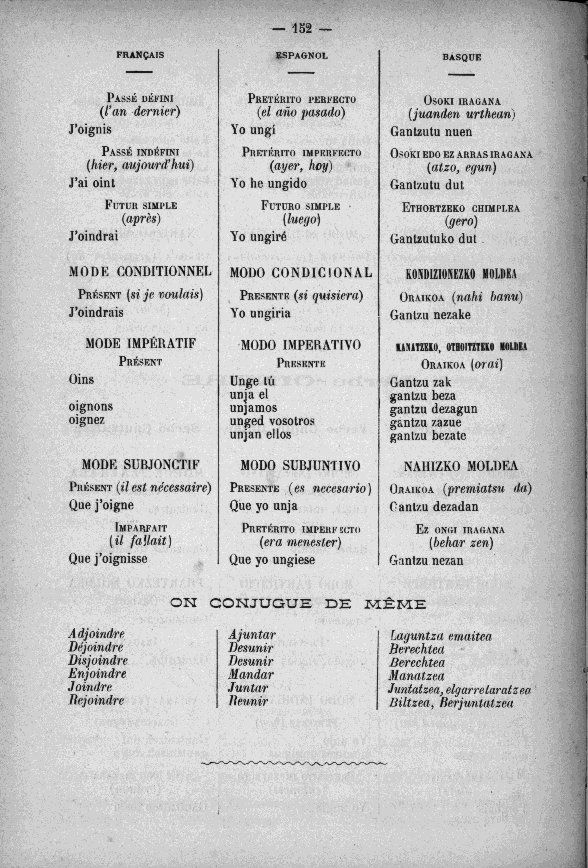 — 152 —
FRANÇAIS
PASSÉ DÉFINI
(l'an dernier)
J'oignis
PASSÉ INDÉFINI
(hier, aujourd'hui)
J'ai oint
FUTUR SIMPLE
(après)
J'oindrai
MODE CONDITIONNEL
PRÉSENT (si je voulais)
J'oindrais
MODE IMPÉRATIF
PRÉSENT
Oins
oignons
oignez
MODE SUBJONCTIF
PRÉSENT (il est nécessaire)
Que j'oigne
IMPARFAIT
(il fallait)
Que j'oignisse
ESPAGNOL
PRETÉRITO PERFECTO
(el año pasado)
Yo ungí
PRETÉRITO IMPERFECTO
(ayer, hoy)
Yo he ungido
FUTURO SIMPLE
(luego)
Yo ungiré
MODO CONDICIONAL
PRESENTE (si quisiera)
Yo ungiria
MODO IMPERATIVO
PRESENTE
Unge tú
unja el
unjamos
unged vosotros
unjan ellos
MODO SUBJUNTIVO
PRESENTE (es necesario)
Que yo unja
PRETÉRITO IMPERFECTO
(era menester)
Que yo ungiese
BASQUE
OSOKI IRAGANA
(juanden urthean)
Gantzutu nuen
OSOKI EDO EZ ARRAS IRAGANA
(atzo, egun)
Gantzutu dut
ETHORTZEKO CHIMPLEA
(gero)
Gantzutuko dut
KONDIZIONEZKO MOLDEA
ORAIKOA (nahi banu)
Gantzu nezake
MANATZEKO, OTHOITZTEKO MOLDEA
ORAIKOA (orai)
Gantzu zak
gantzu beza
gantzu dezagun
gantzu zazue
gantzu bezate
NAHIZKO MOLDEA
ORAIKOA (premiatsu da)
Gantzu dezadan
EZ ONGI IRAGANA
(behar zen)
Gantzu nezan
ON CONJUGUE DE MÊME
Adjoindre
Déjoindre
Disjoindre
Enjoindre
Joindre
Rejoindre
Ajuntar
Desunir
Desunir
Mandar
Juntar
Reunir
Laguntza emaitea
Berechtea
Berechtea
Manatzea
Juntatzea, elgarretaratzea
Biltzea, Berjuntatzea